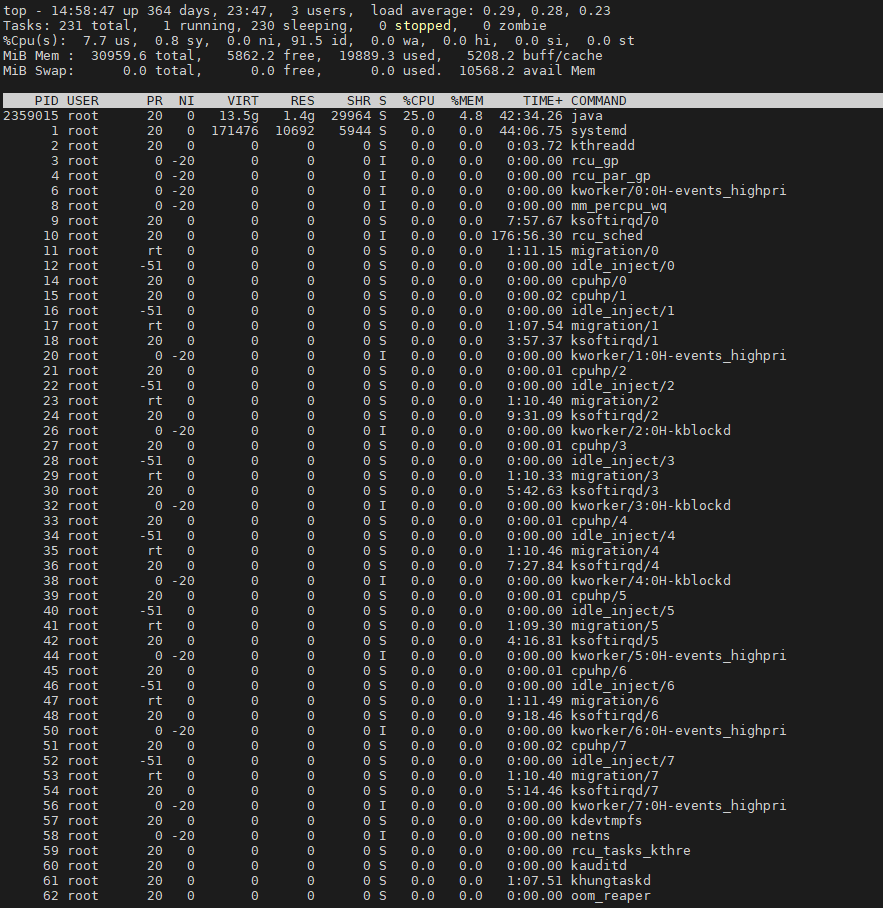 top - 14:58:47 up 364 days, 23:47,  3 users,  load average: 0.29, 0.28, 0.23
Tasks: 231 total,   1 running, 230 sleeping,   0 stopped,   0 zombie
%Cpu(s):  7.7 us,  0.8 sy,  0.0 ni, 91.5 id,  0.0 wa,  0.0 hi,  0.0 si,  0.0 st
MiB Mem :  30959.6 total,   5862.2 free,  19889.3 used,   5208.2 buff/cache
MiB Swap:      0.0 total,      0.0 free,      0.0 used.  10568.2 avail Mem
PID USER      PR  NI    VIRT    RES    SHR S  %CPU  %MEM     TIME+ COMMAND
2359015 root      20   0   13.5g   1.4g  29964 S  25.0   4.8  42:34.26 java
1 root      20   0  171476  10692   5944 S   0.0   0.0  44:06.75 systemd
2 root      20   0       0      0      0 S   0.0   0.0   0:03.72 kthreadd
3 root       0 -20       0      0      0 I   0.0   0.0   0:00.00 rcu_gp
4 root       0 -20       0      0      0 I   0.0   0.0   0:00.00 rcu_par_gp
6 root       0 -20       0      0      0 I   0.0   0.0   0:00.00 kworker/0:0H-events_highpri
8 root       0 -20       0      0      0 I   0.0   0.0   0:00.00 mm_percpu_wq
9 root      20   0       0      0      0 S   0.0   0.0   7:57.67 ksoftirqd/0
10 root      20   0       0      0      0 I   0.0   0.0 176:56.30 rcu_sched
11 root      rt   0       0      0      0 S   0.0   0.0   1:11.15 migration/0
12 root     -51   0       0      0      0 S   0.0   0.0   0:00.00 idle_inject/0
14 root      20   0       0      0      0 S   0.0   0.0   0:00.00 cpuhp/0
15 root      20   0       0      0      0 S   0.0   0.0   0:00.02 cpuhp/1
16 root     -51   0       0      0      0 S   0.0   0.0   0:00.00 idle_inject/1
17 root      rt   0       0      0      0 S   0.0   0.0   1:07.54 migration/1
18 root      20   0       0      0      0 S   0.0   0.0   3:57.37 ksoftirqd/1
20 root       0 -20       0      0      0 I   0.0   0.0   0:00.00 kworker/1:0H-events_highpri
21 root      20   0       0      0      0 S   0.0   0.0   0:00.01 cpuhp/2
22 root     -51   0       0      0      0 S   0.0   0.0   0:00.00 idle_inject/2
23 root      rt   0       0      0      0 S   0.0   0.0   1:10.40 migration/2
24 root      20   0       0      0      0 S   0.0   0.0   9:31.09 ksoftirqd/2
26 root       0 -20       0      0      0 I   0.0   0.0   0:00.00 kworker/2:0H-kblockd
27 root      20   0       0      0      0 S   0.0   0.0   0:00.01 cpuhp/3
28 root     -51   0       0      0      0 S   0.0   0.0   0:00.00 idle_inject/3
29 root      rt   0       0      0      0 S   0.0   0.0   1:10.33 migration/3
30 root      20   0       0      0      0 S   0.0   0.0   5:42.63 ksoftirqd/3
32 root       0 -20       0      0      0 I   0.0   0.0   0:00.00 kworker/3:0H-kblockd
33 root      20   0       0      0      0 S   0.0   0.0   0:00.01 cpuhp/4
34 root     -51   0       0      0      0 S   0.0   0.0   0:00.00 idle_inject/4
35 root      rt   0       0      0      0 S   0.0   0.0   1:10.46 migration/4
36 root      20   0       0      0      0 S   0.0   0.0   7:27.84 ksoftirqd/4
38 root       0 -20       0      0      0 I   0.0   0.0   0:00.00 kworker/4:0H-kblockd
39 root      20   0       0      0      0 S   0.0   0.0   0:00.01 cpuhp/5
40 root     -51   0       0      0      0 S   0.0   0.0   0:00.00 idle_inject/5
41 root      rt   0       0      0      0 S   0.0   0.0   1:09.30 migration/5
42 root      20   0       0      0      0 S   0.0   0.0   4:16.81 ksoftirqd/5
44 root       0 -20       0      0      0 I   0.0   0.0   0:00.00 kworker/5:0H-events_highpri
45 root      20   0       0      0      0 S   0.0   0.0   0:00.01 cpuhp/6
46 root     -51   0       0      0      0 S   0.0   0.0   0:00.00 idle_inject/6
47 root      rt   0       0      0      0 S   0.0   0.0   1:11.49 migration/6
48 root      20   0       0      0      0 S   0.0   0.0   9:18.46 ksoftirqd/6
50 root       0 -20       0      0      0 I   0.0   0.0   0:00.00 kworker/6:0H-events_highpri
51 root      20   0       0      0      0 S   0.0   0.0   0:00.02 cpuhp/7
52 root     -51   0       0      0      0 S   0.0   0.0   0:00.00 idle_inject/7
53 root      rt   0       0      0      0 S   0.0   0.0   1:10.40 migration/7
54 root      20   0       0      0      0 S   0.0   0.0   5:14.46 ksoftirqd/7
56 root       0 -20       0      0      0 I   0.0   0.0   0:00.00 kworker/7:0H-events_highpri
57 root      20   0       0      0      0 S   0.0   0.0   0:00.00 kdevtmpfs
58 root       0 -20       0      0      0 I   0.0   0.0   0:00.00 netns
59 root      20   0       0      0      0 S   0.0   0.0   0:00.00 rcu_tasks_kthre
60 root      20   0       0      0      0 S   0.0   0.0   0:00.00 kauditd
61 root      20   0       0      0      0 S   0.0   0.0   1:07.51 khungtaskd
62 root      20   0       0      0      0 S   0.0   0.0   0:00.00 oom_reaper